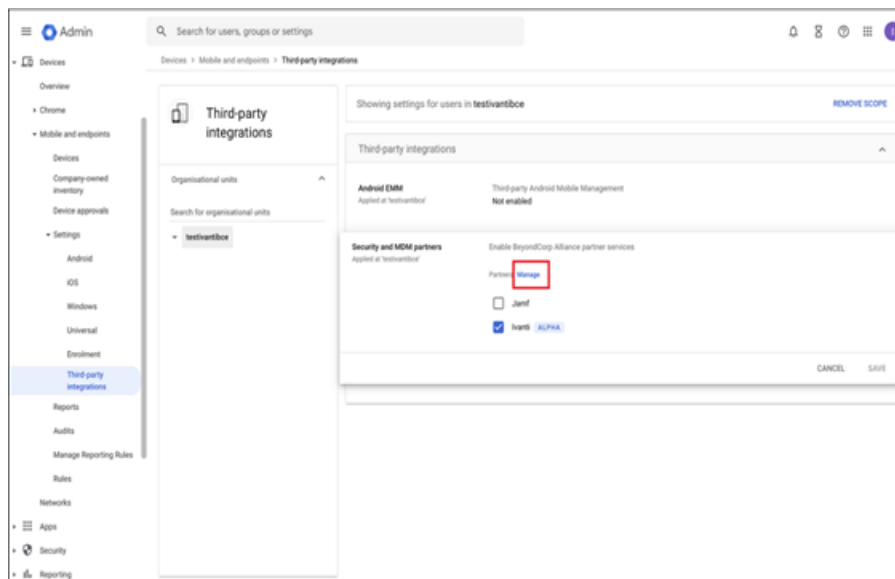 Admin
Search for users, groups or settings
Devices
Devices > Mobile and endpoints > Third-party integrations
Overview
Chrome
Mobile and endpoints
Devices
Company-owned
inventory
Device approvals
Settings
Android
iOS
Windows
Universal
Enrolment
Third-party
integrations
Reports
Audits
Manage Reporting Rules
Rules
Networks
Apps
Security
Reporting
Third-party
integrations
Organisational units
Search for organisational units
testivantibce
Showing settings for users in testivantibce
REMOVE SCOPE
Third-party integrations
Android EMM
Applied at 'testivantibce'
Third-party Android Mobile Management
Not enabled
Security and MDM partners
Applied at 'testivantibce'
Enable BeyondCorp Alliance partner services
Partners Manage
Jamf
Ivanti ALPHA
CANCEL SAVE